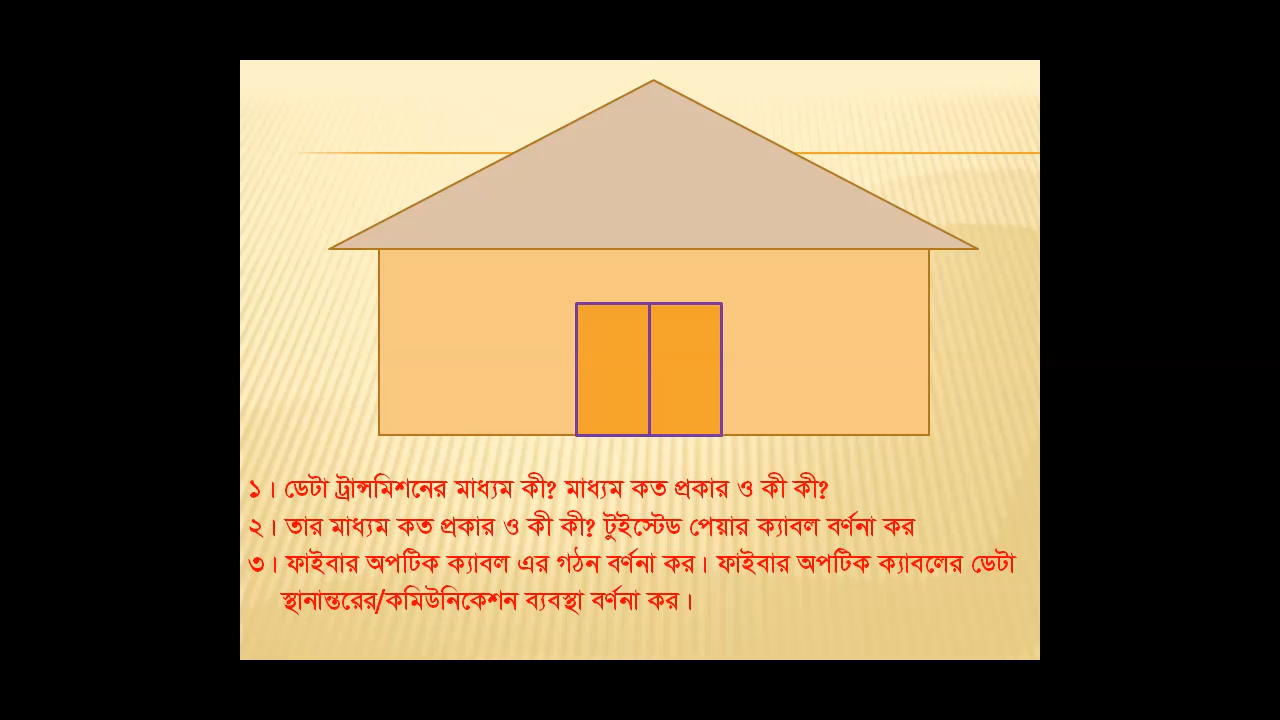 ১। ডেটা ট্রান্সমিশনের মাধ্যম কী? মাধ্যম কত প্রকার ও কী কী?
২। তার মাধ্যম কত প্রকার ও কী কী? টুইস্টেড পেয়ার ক্যাবল বর্ণনা কর
৩। ফাইবার অপটিক ক্যাবল এর গঠন বর্ণনা কর। ফাইবার অপটিক ক্যাবলের ডেটা
স্থানান্তরের/কমিউনিকেশন ব্যবস্থা বর্ণনা কর।